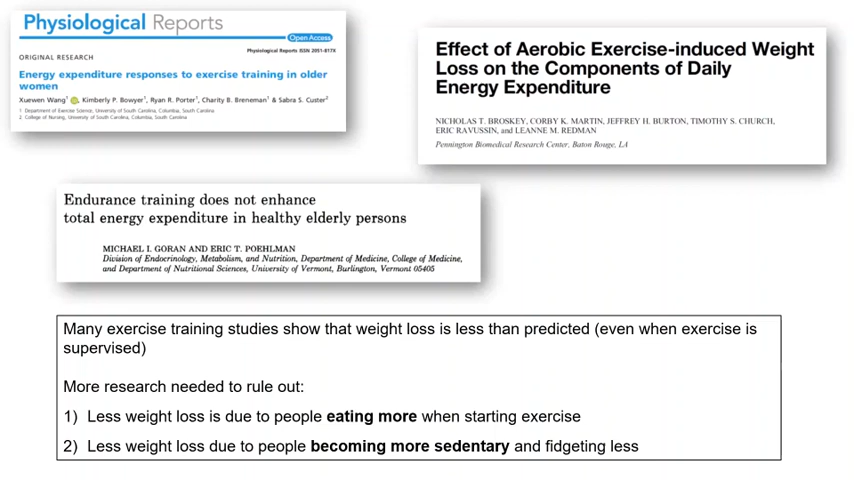 Physiological Reports
Open Access
Physiological Reports ISSN 2051-817X
ORIGINAL RESEARCH
Energy expenditure responses to exercise training in older
women
Xuewen Wang1, Kimberly P. Bowyer1, Ryan R. Porter1, Charity B. Breneman1 & Sabra S. Custer2
1 Department of Exercise Science, University of South Carolina, Columbia, South Carolina
2 College of Nursing, University of South Carolina, Columbia, South Carolina
Effect of Aerobic Exercise-induced Weight
Loss on the Components of Daily
Energy Expenditure
NICHOLAS T. BROSKEY, CORBY K. MARTIN, JEFFREY H. BURTON, TIMOTHY S. CHURCH,
ERIC RAVUSSIN, and LEANNE M. REDMAN
Pennington Biomedical Research Center, Baton Rouge, LA
Endurance training does not enhance
total energy expenditure in healthy elderly persons
MICHAEL I. GORAN AND ERIC T. POEHLMAN
Division of Endocrinology, Metabolism, and Nutrition, Department of Medicine, College of Medicine,
and Department of Nutritional Sciences, University of Vermont, Burlington, Vermont 05405
Many exercise training studies show that weight loss is less than predicted (even when exercise is
supervised)
More research needed to rule out:
1) Less weight loss is due to people eating more when starting exercise
2) Less weight loss due to people becoming more sedentary and fidgeting less